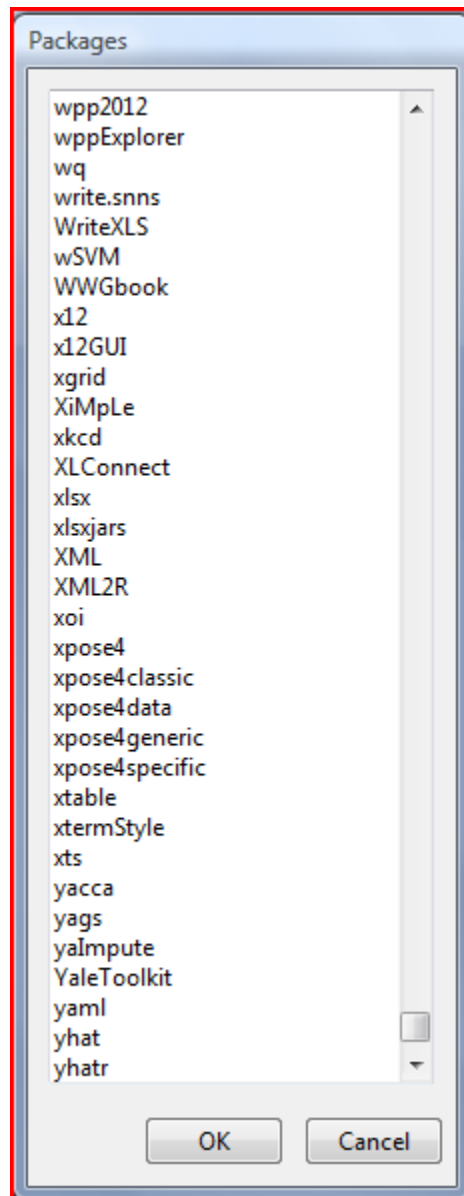 Packages
wpp2012
wppExplorer
wq
write.snns
WriteXLS
wSVM
WWGbook
x12
x12GUI
xgrid
XiMpLe
xkcd
XLConnect
xlsx
xlsxjars
XML
XML2R
xoi
xpose4
xpose4classic
xpose4data
xpose4generic
xpose4specific
xtable
xtermStyle
xts
yacca
yags
yaImpute
YaleToolkit
yaml
yhat
yhatr
OK Cancel